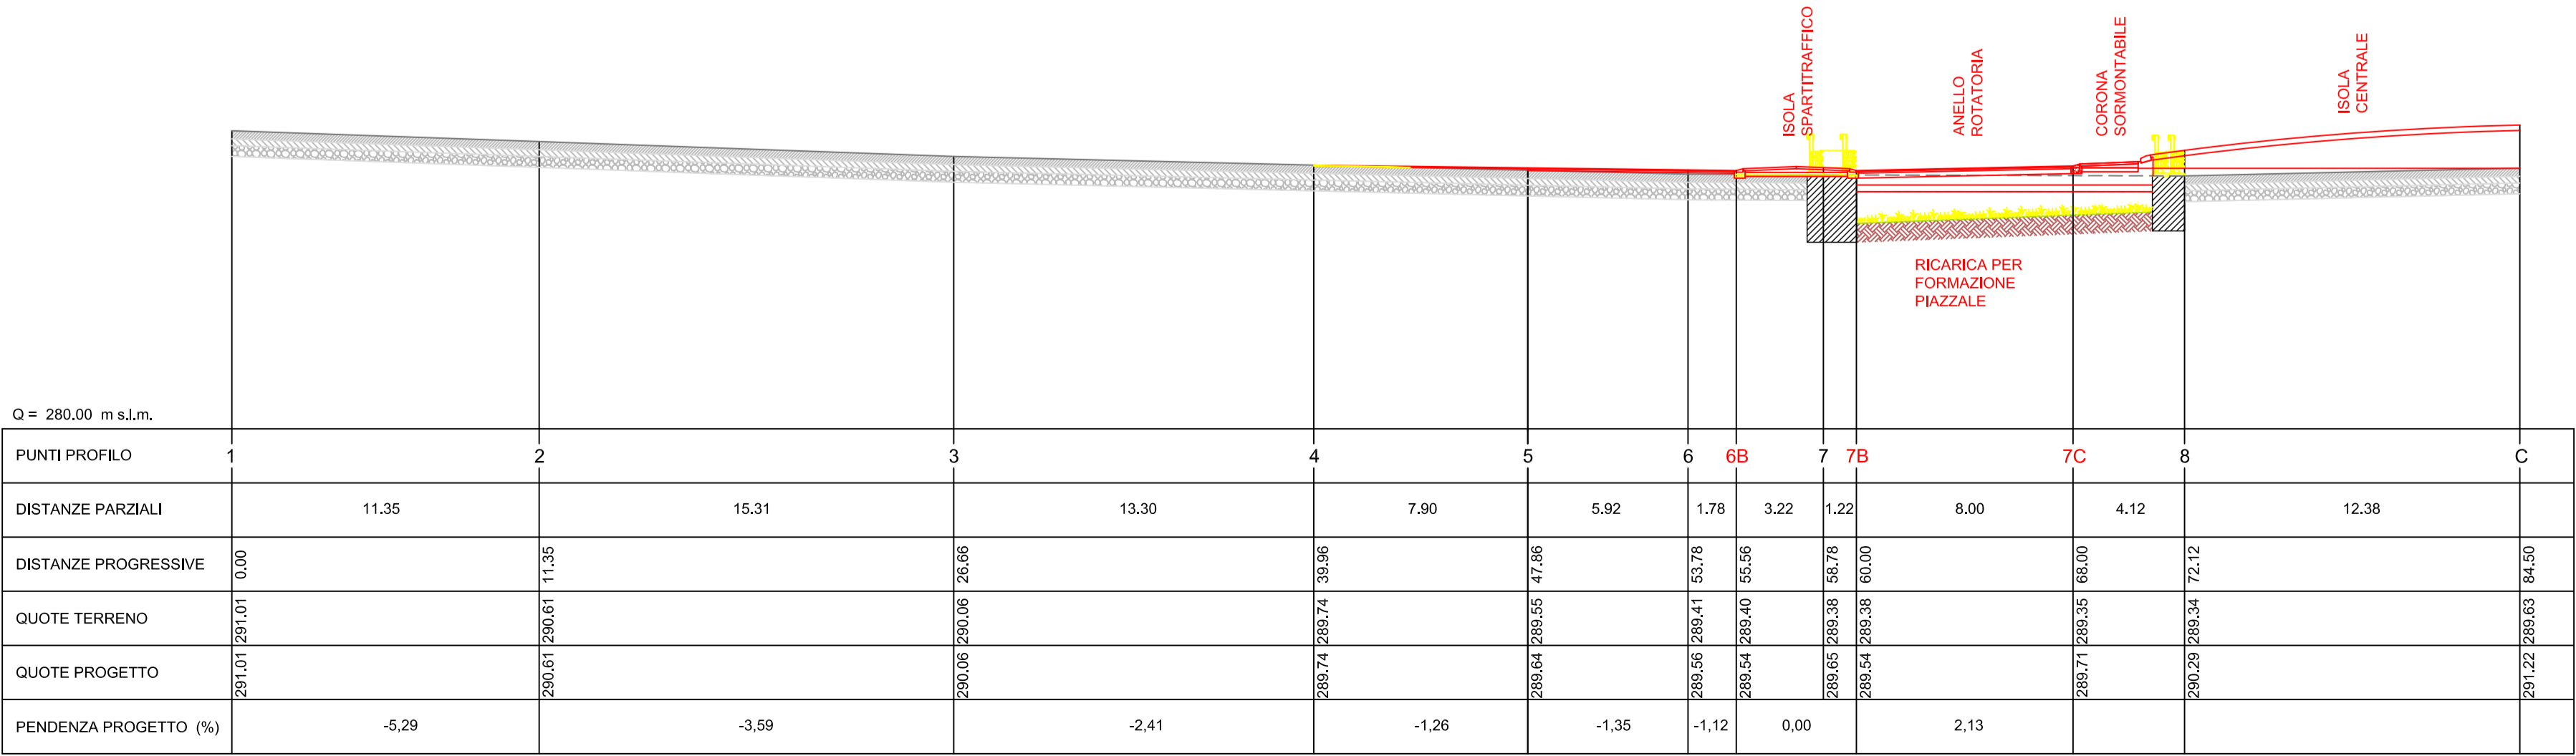 ISOLA
SPARTITRAFFICO
ANELLO
ROTATORIA
CORONA
SORMONTABILE
ISOLA
CENTRALE
RICARICA PER
FORMAZIONE
PIAZZALE
Q = 280.00 m s.l.m.
PUNTI PROFILO 1 2 3 4 5 6 6B 7 7B 7C 8 C
DISTANZE PARZIALI 11.35 15.31 13.30 7.90 5.92 1.78 3.22 1.22 8.00 4.12 12.38
DISTANZE PROGRESSIVE 0.00 11.35 26.66 39.96 47.86 53.78 55.56 58.78 60.00 68.00 72.12 84.50
QUOTE TERRENO 291.01 290.61 290.06 289.74 289.55 289.41 289.40 289.38 289.38 289.35 289.34 289.63
QUOTE PROGETTO 291.01 290.61 290.06 289.74 289.64 289.56 289.54 289.65 289.54 289.71 290.29 291.22
PENDENZA PROGETTO (%) -5,29 -3,59 -2,41 -1,26 -1,35 -1,12 0,00 2,13